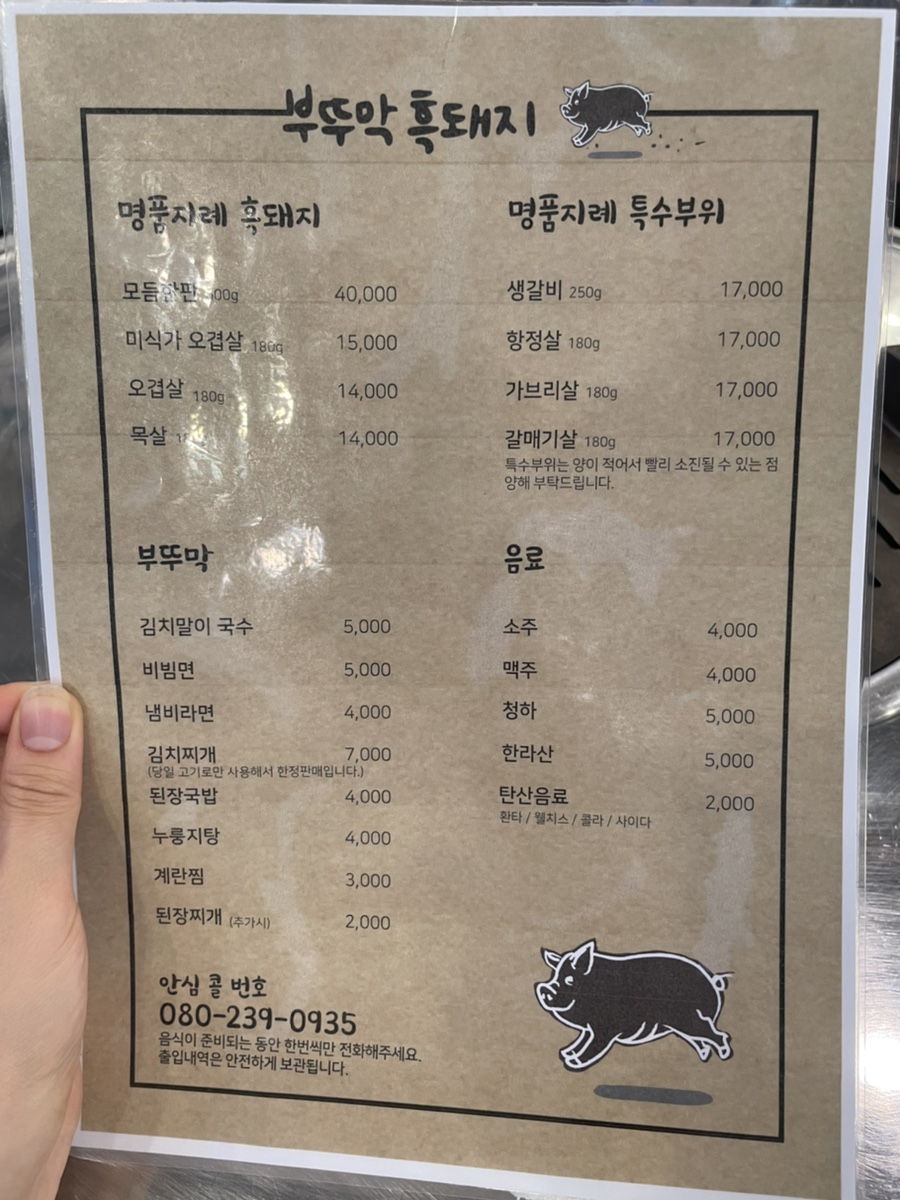 부뚜막 흑돼지
명품지례 흑돼지
모듬한판 00g 40,000
미식가 오겹살 180g 15,000
오겹살 180g 14,000
목살 14,000
명품지례 특수부위
생갈비 250g 17,000
항정살 180g 17,000
가브리살 180g 17,000
갈매기살 180g 17,000
특수부위는 양이 적어서 빨리 소진될 수 있는 점
양해 부탁드립니다.
부뚜막
김치말이 국수 5,000
비빔면 5,000
냄비라면 4,000
김치찌개 7,000
(당일 고기로만 사용해서 한정판매입니다.)
된장국밥 4,000
누룽지탕 4,000
계란찜 3,000
된장찌개 (추가시) 2,000
음료
소주 4,000
맥주 4,000
청하 5,000
한라산 5,000
탄산음료 2,000
환타 / 웰치스 / 콜라 / 사이다
안심 콜 번호
080-239-0935
음식이 준비되는 동안 한번씩만 전화해주세요.
출입내역은 안전하게 보관됩니다.